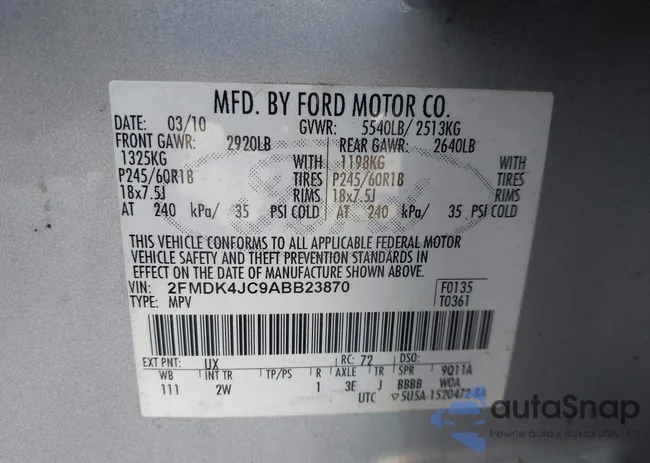 MFD. BY FORD MOTOR CO.
DATE: 03/10 GVWR: 5540LB/ 2513KG
FRONT GAWR: 2920LB REAR GAWR: 2640LB
1325KG WITH 1198KG WITH
P245/60R18 TIRES P245/60R18 TIRES
18x7.5J RIMS 18x7.5J RIMS
AT 240 kPa/ 35 PSI COLD AT 240 kPa/ 35 PSI COLD
THIS VEHICLE CONFORMS TO ALL APPLICABLE FEDERAL MOTOR
VEHICLE SAFETY AND THEFT PREVENTION STANDARDS IN
EFFECT ON THE DATE OF MANUFACTURE SHOWN ABOVE.
VIN: 2FMDK4JC9ABB23870 F0135
TYPE: MPV T0361
EXT PNT: UX RC: 72 DSO:
WB INT TR TP/PS R AXLE TR SPR 9Q11A
111 2W 1 3E J BBBB WOA
UTC ▽5U5A-1520472-BA
autaSnap